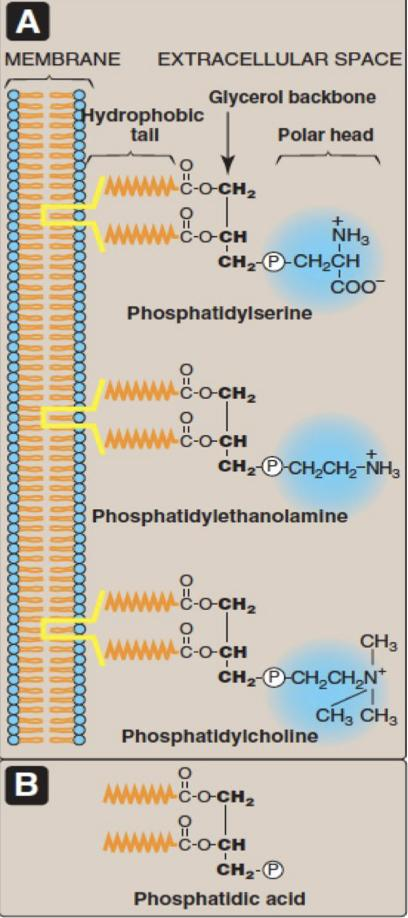 A
MEMBRANE EXTRACELLULAR SPACE
Glycerol backbone
Hydrophobic
tail
Polar head
O
C-O-CH₂
O
C-O-CH
CH₂-P-CH₂CH
+
NH₃
COO⁻
Phosphatidylserine
O
C-O-CH₂
O
C-O-CH
+
CH₂-P-CH₂CH₂-NH₃
Phosphatidylethanolamine
O
C-O-CH₂
O
C-O-CH
CH₃
CH₂-P-CH₂CH₂N⁺
CH₃ CH₃
Phosphatidylcholine
B
O
C-O-CH₂
O
C-O-CH
CH₂-P
Phosphatidic acid